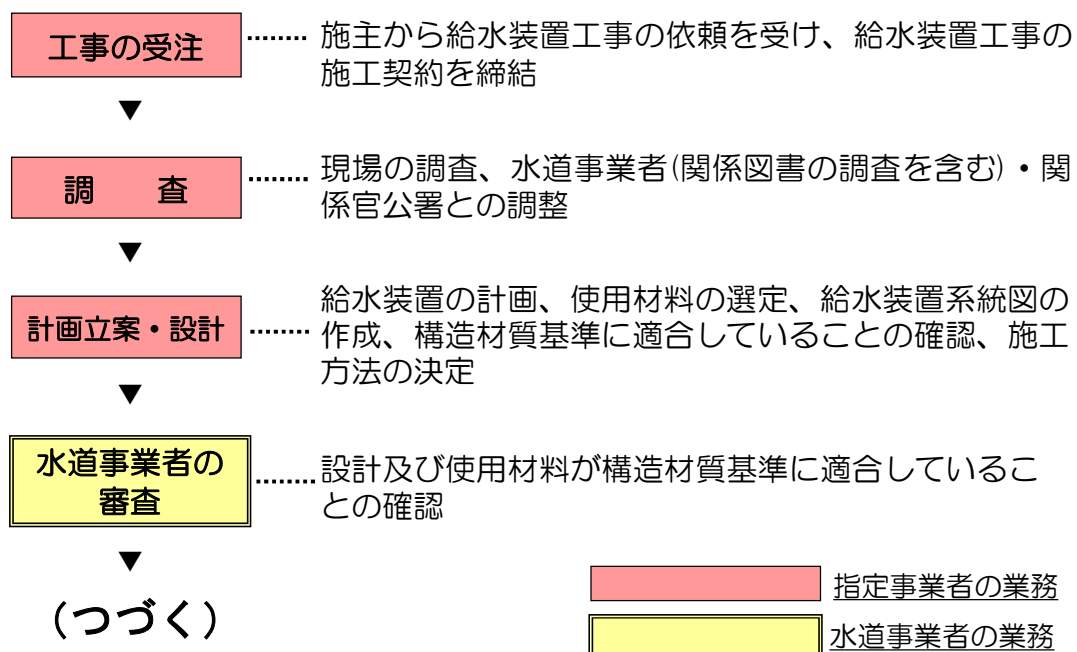 工事の受注
施主から給水装置工事の依頼を受け、給水装置工事の
施工契約を締結
▼
調　査
現場の調査、水道事業者(関係図書の調査を含む)・関
係官公署との調整
▼
計画立案・設計
給水装置の計画、使用材料の選定、給水装置系統図の
作成、構造材質基準に適合していることの確認、施工
方法の決定
▼
水道事業者の
審査
設計及び使用材料が構造材質基準に適合しているこ
との確認
▼
(つづく)
指定事業者の業務
水道事業者の業務